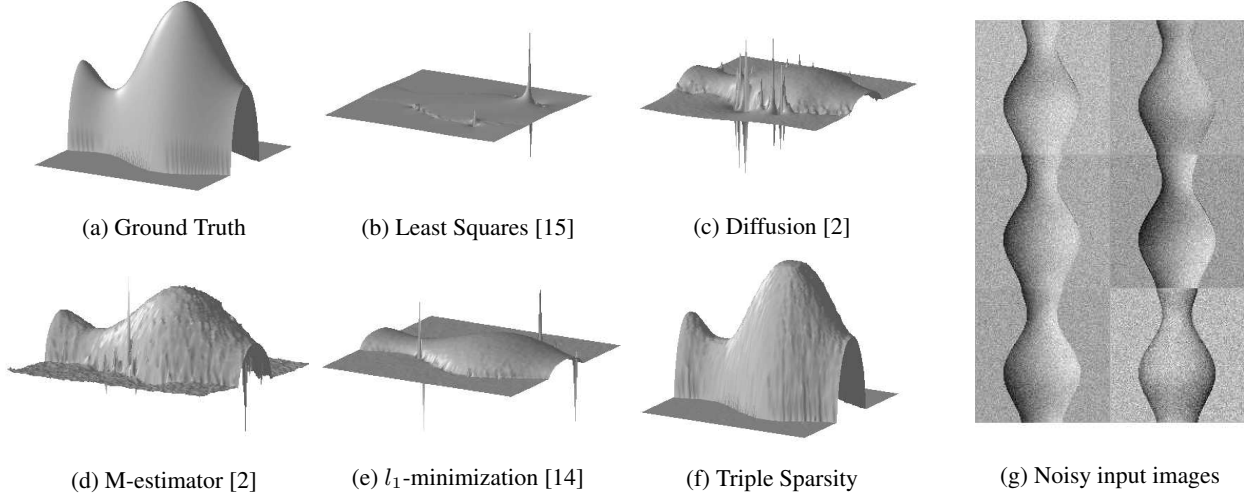 (a) Ground Truth
(b) Least Squares [15]
(c) Diffusion [2]
(d) M-estimator [2]
(e) l₁-minimization [14]
(f) Triple Sparsity
(g) Noisy input images